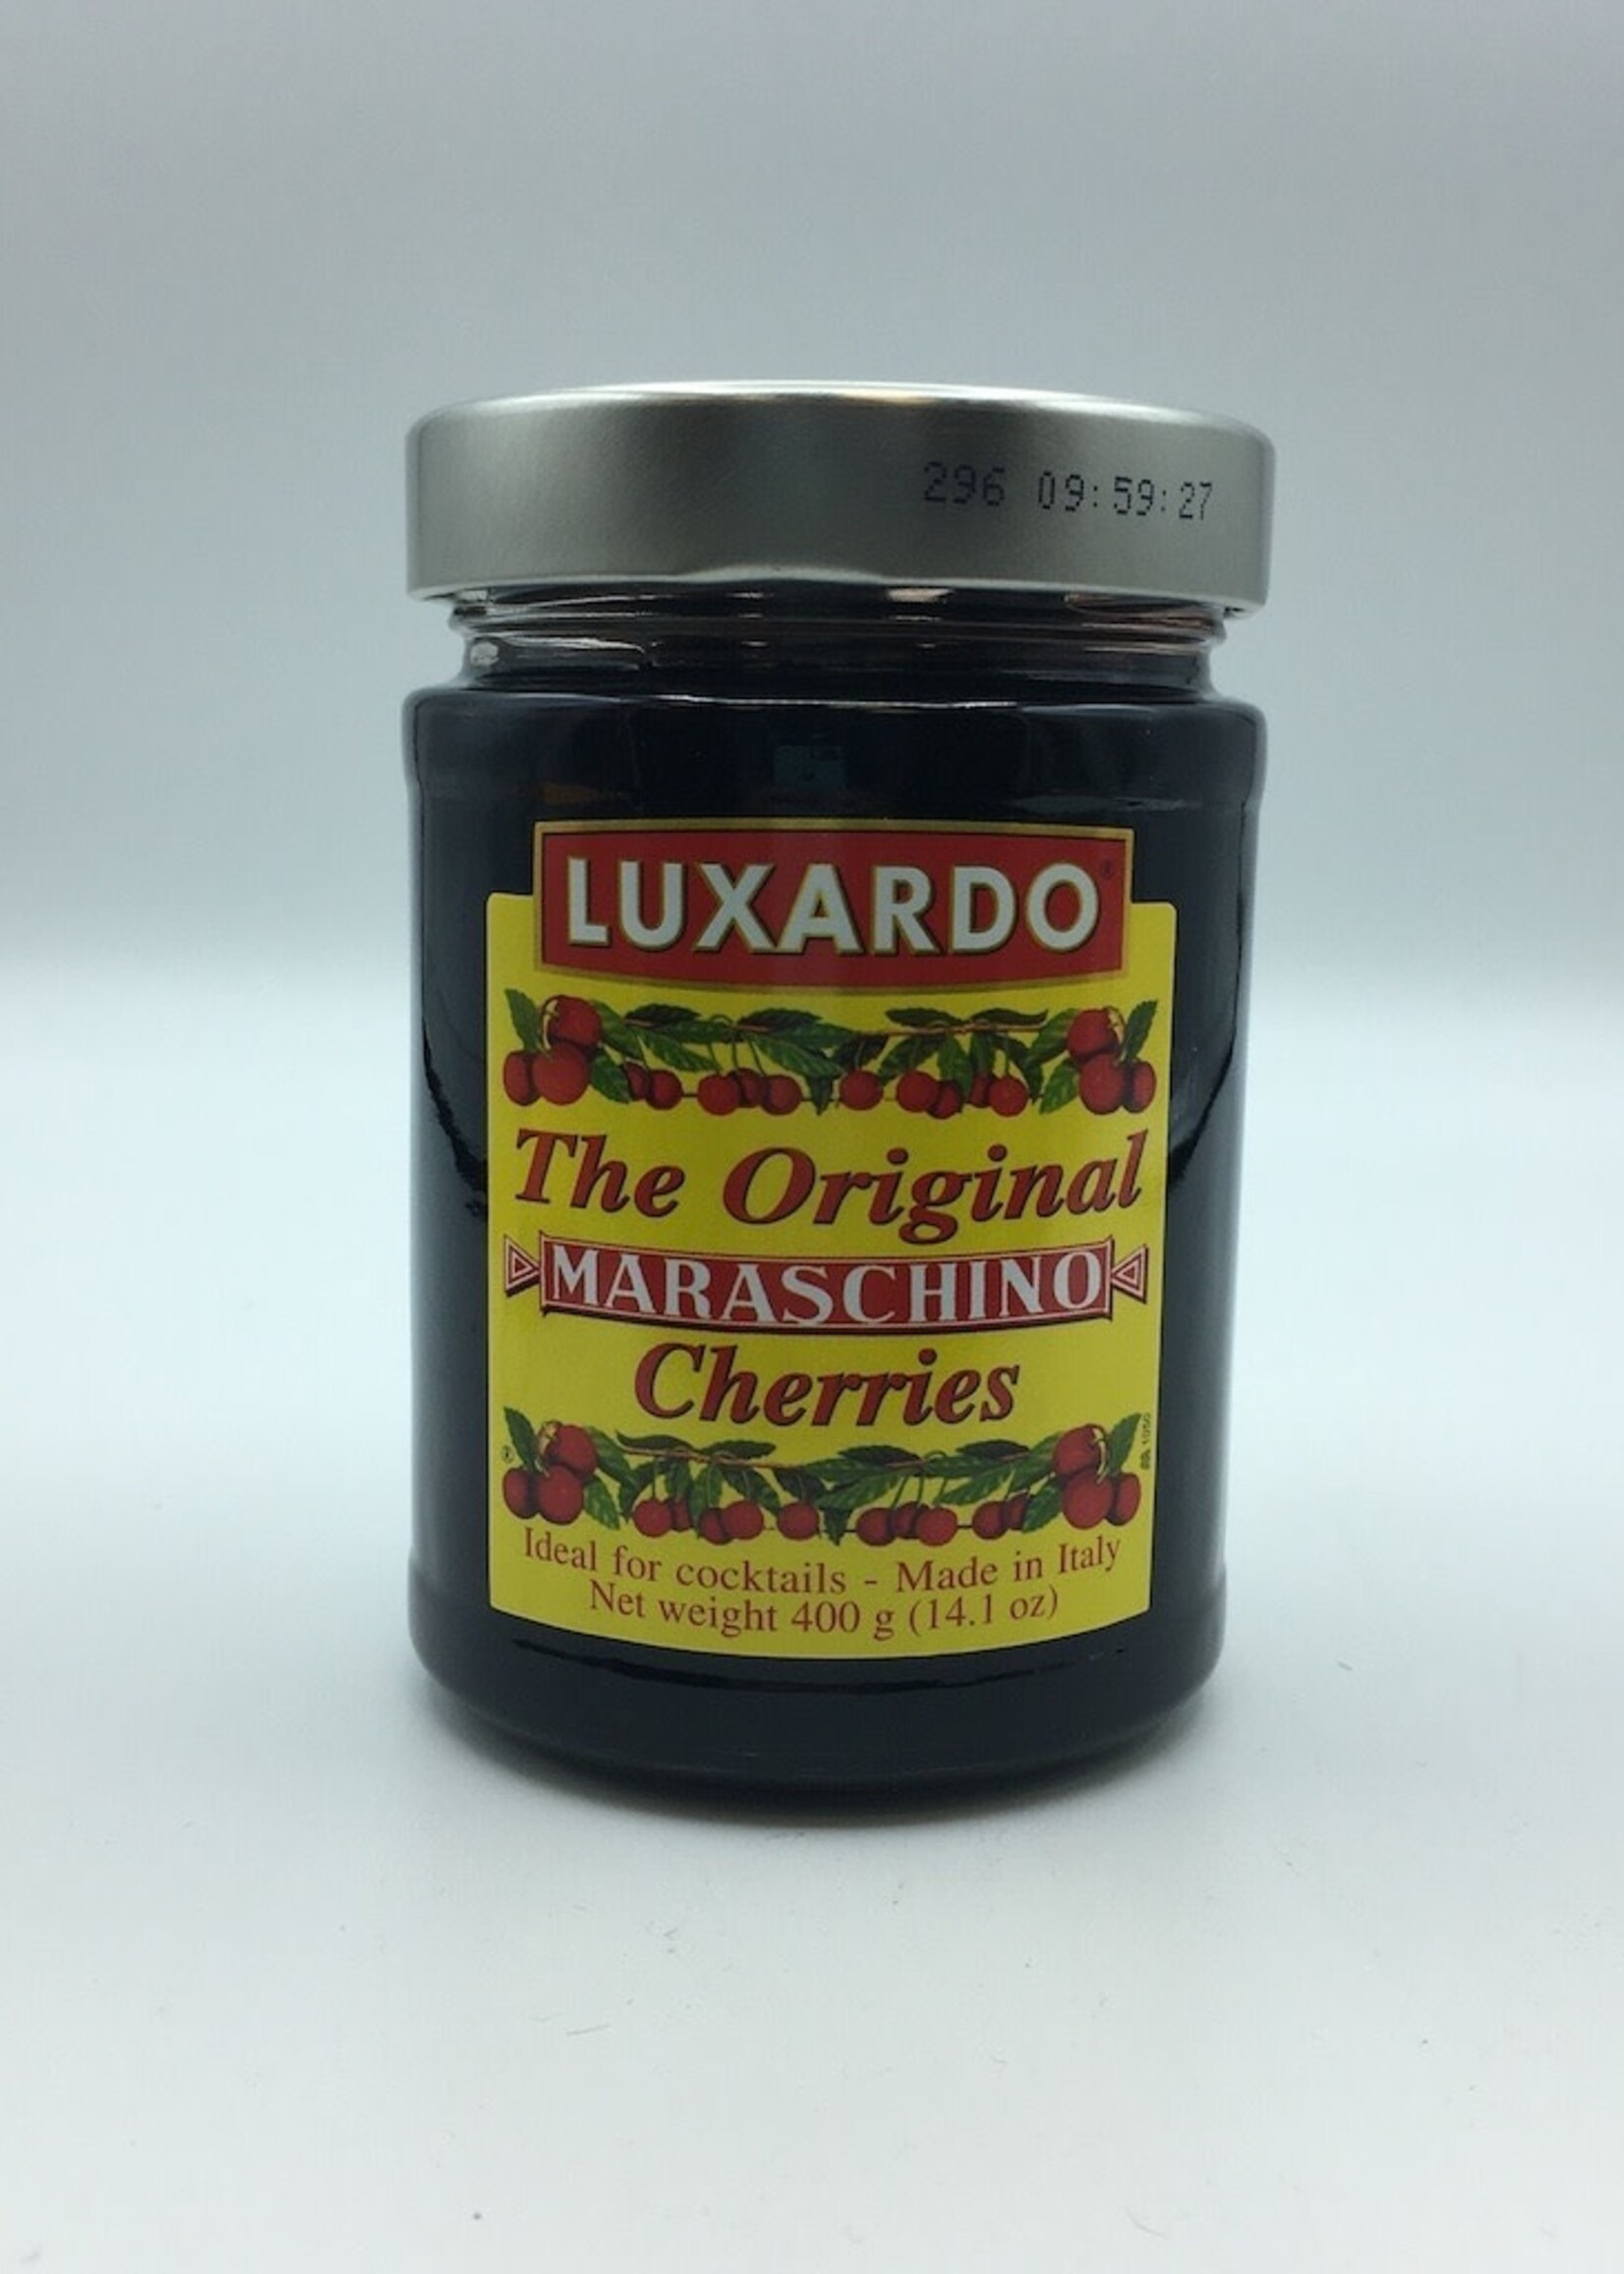 296 09:59:27
LUXARDO®
The Original
MARASCHINO
Cherries
®
Ideal for cocktails - Made in Italy
Net weight 400 g (14.1 oz)